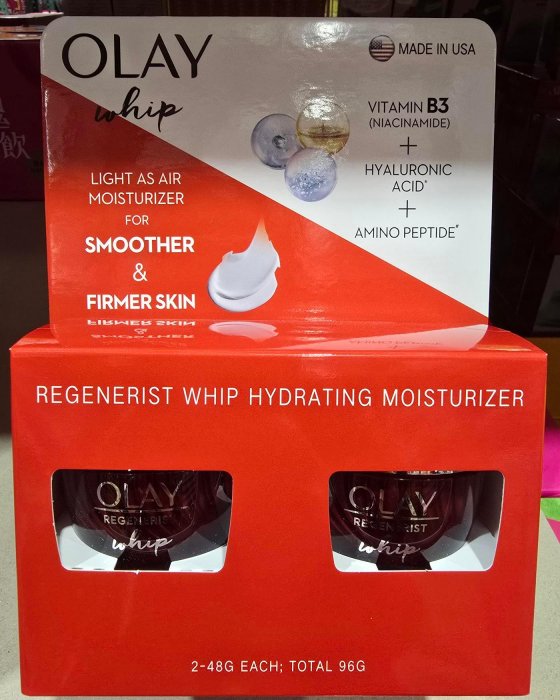 OLAY
whip
MADE IN USA
VITAMIN B3
(NIACINAMIDE)
+
HYALURONIC
ACID*
+
AMINO PEPTIDE#
LIGHT AS AIR
MOISTURIZER
FOR
SMOOTHER
&
FIRMER SKIN
REGENERIST WHIP HYDRATING MOISTURIZER
OLAY
REGENERIST
whip
OLAY
REGENERIST
whip
2-48G EACH; TOTAL 96G
飲